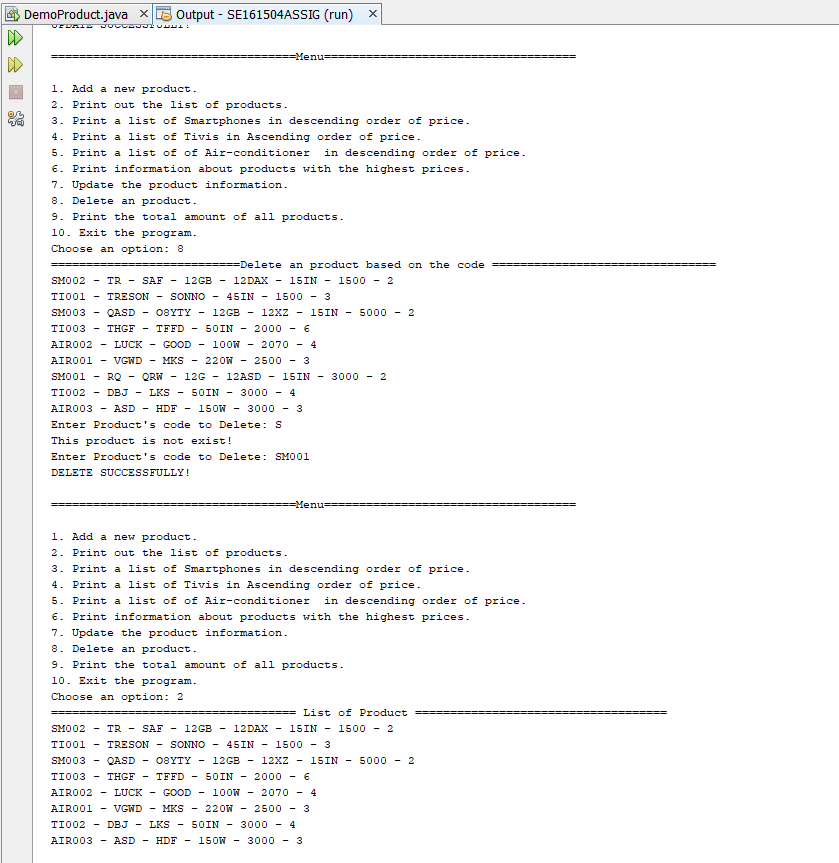 DemoProduct.java × Output - SE161504ASSIG (run) ×
UPDATE SUCCESSFULLY!
===================================Menu====================================
1. Add a new product.
2. Print out the list of products.
3. Print a list of Smartphones in descending order of price.
4. Print a list of Tivis in Ascending order of price.
5. Print a list of of Air-conditioner  in descending order of price.
6. Print information about products with the highest prices.
7. Update the product information.
8. Delete an product.
9. Print the total amount of all products.
10. Exit the program.
Choose an option: 8
===========================Delete an product based on the code ================================
SM002 - TR - SAF - 12GB - 12DAX - 15IN - 1500 - 2
TI001 - TRESON - SONNO - 45IN - 1500 - 3
SM003 - QASD - O8YTY - 12GB - 12XZ - 15IN - 5000 - 2
TI003 - THGF - TFFD - 50IN - 2000 - 6
AIR002 - LUCK - GOOD - 100W - 2070 - 4
AIR001 - VGWD - MKS - 220W - 2500 - 3
SM001 - RQ - QRW - 12G - 12ASD - 15IN - 3000 - 2
TI002 - DBJ - LKS - 50IN - 3000 - 4
AIR003 - ASD - HDF - 150W - 3000 - 3
Enter Product's code to Delete: S
This product is not exist!
Enter Product's code to Delete: SM001
DELETE SUCCESSFULLY!
===================================Menu====================================
1. Add a new product.
2. Print out the list of products.
3. Print a list of Smartphones in descending order of price.
4. Print a list of Tivis in Ascending order of price.
5. Print a list of of Air-conditioner  in descending order of price.
6. Print information about products with the highest prices.
7. Update the product information.
8. Delete an product.
9. Print the total amount of all products.
10. Exit the program.
Choose an option: 2
=================================== List of Product ====================================
SM002 - TR - SAF - 12GB - 12DAX - 15IN - 1500 - 2
TI001 - TRESON - SONNO - 45IN - 1500 - 3
SM003 - QASD - O8YTY - 12GB - 12XZ - 15IN - 5000 - 2
TI003 - THGF - TFFD - 50IN - 2000 - 6
AIR002 - LUCK - GOOD - 100W - 2070 - 4
AIR001 - VGWD - MKS - 220W - 2500 - 3
TI002 - DBJ - LKS - 50IN - 3000 - 4
AIR003 - ASD - HDF - 150W - 3000 - 3